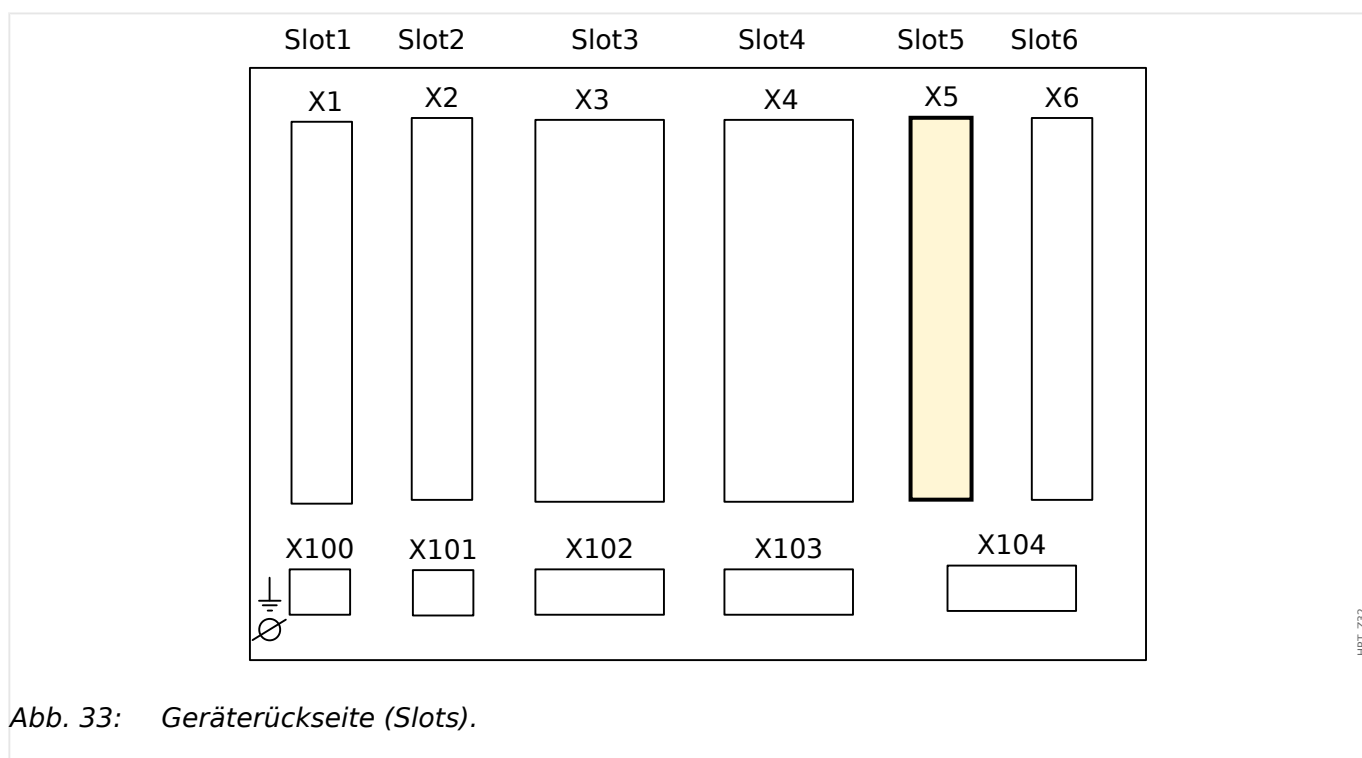 Slot1 Slot2 Slot3 Slot4 Slot5 Slot6
X1 X2 X3 X4 X5 X6
X100 X101 X102 X103 X104
Abb. 33: Geräterückseite (Slots).